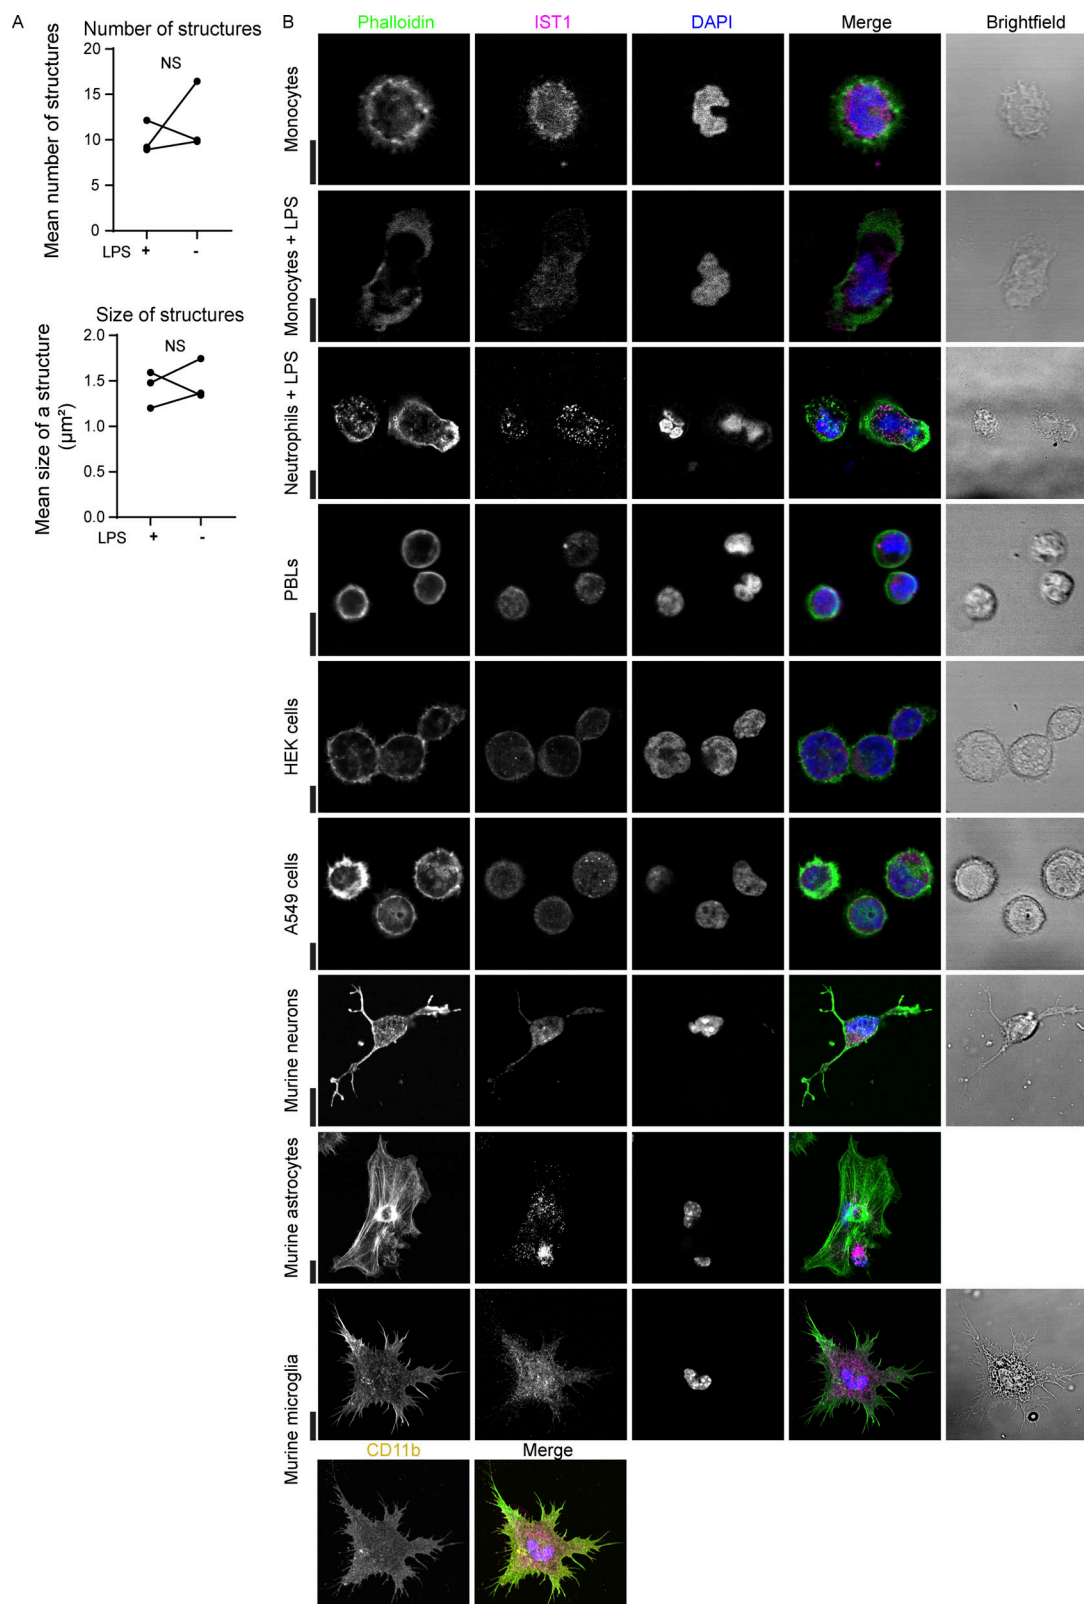 A
Number of structures
Mean number of structures
20
15
10
5
0
NS
LPS + -
Size of structures
Mean size of a structure
(µm²)
2.0
1.5
1.0
0.5
0.0
NS
LPS + -
B
Phalloidin IST1 DAPI Merge Brightfield
Monocytes
Monocytes + LPS
Neutrophils + LPS
PBLs
HEK cells
A549 cells
Murine neurons
Murine astrocytes
Murine microglia
CD11b Merge